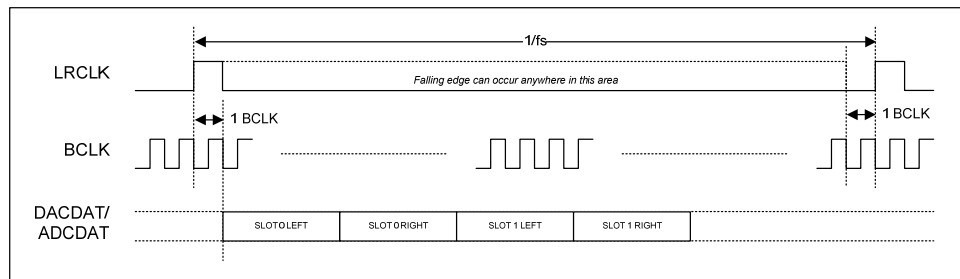 1/fs
LRCLK
Falling edge can occur anywhere in this area
1 BCLK
1 BCLK
BCLK
DACDAT/
ADCDAT
SLOT0 LEFT
SLOT 0 RIGHT
SLOT 1 LEFT
SLOT 1 RIGHT